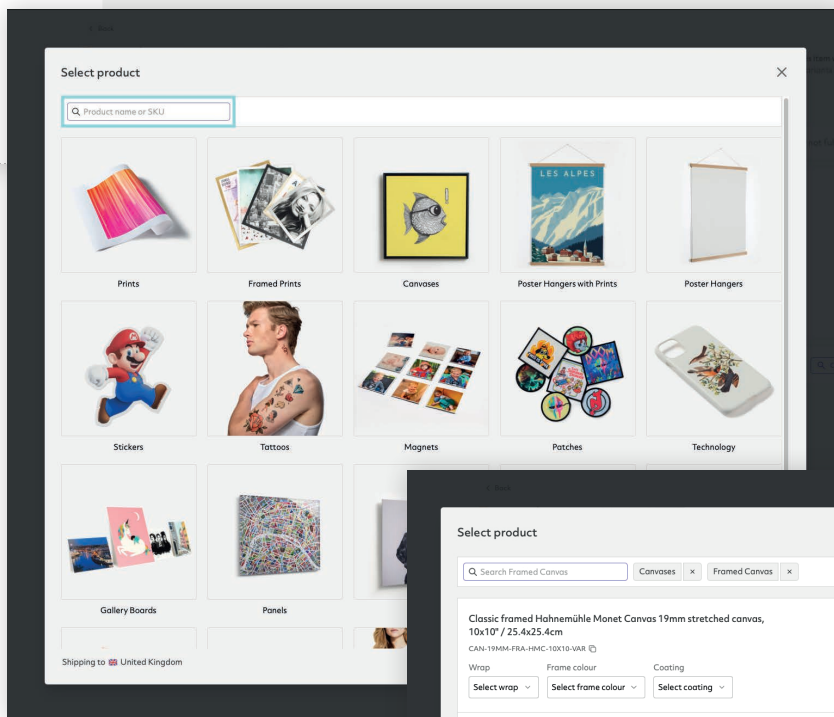 Back
Select product
Product name or SKU
LES ALPES
Prints
Framed Prints
Canvases
Poster Hangers with Prints
Poster Hangers
DOOM
Stickers
Tattoos
Magnets
Patches
Technology
Gallery Boards
Panels
Shipping to United Kingdom
Back
Select product
Search Framed Canvas
Canvases ×
Framed Canvas ×
Classic framed Hahnemühle Monet Canvas 19mm stretched canvas,
10x10" / 25.4x25.4cm
CAN-19MM-FRA-HMC-10X10-VAR
Wrap
Frame colour
Coating
Select wrap
Select frame colour
Select coating